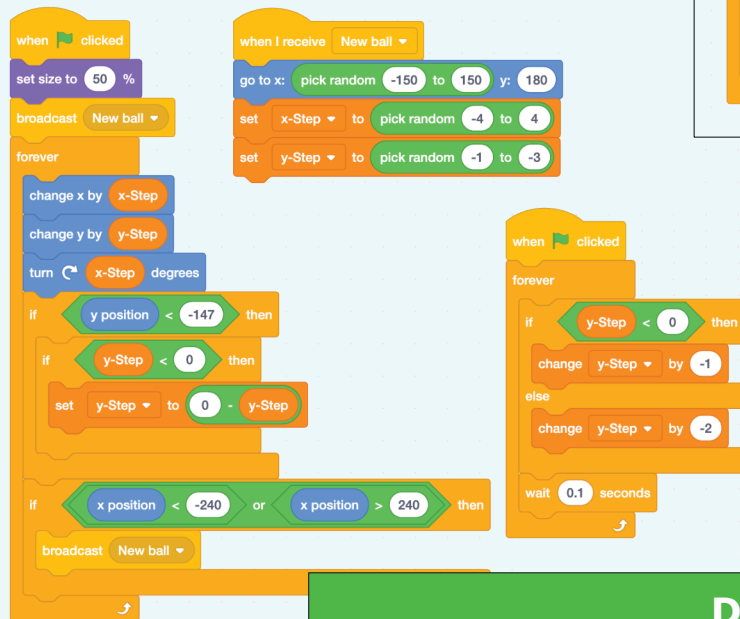 when clicked
set size to 50 %
broadcast New ball
forever
change x by x-Step
change y by y-Step
turn x-Step degrees
if y position < -147 then
if y-Step < 0 then
set y-Step to 0 - y-Step
if x position < -240 or x position > 240 then
broadcast New ball
when I receive New ball
go to x: pick random -150 to 150 y: 180
set x-Step to pick random -4 to 4
set y-Step to pick random -1 to -3
when clicked
forever
if y-Step < 0 then
change y-Step by -1
else
change y-Step by -2
wait 0.1 seconds